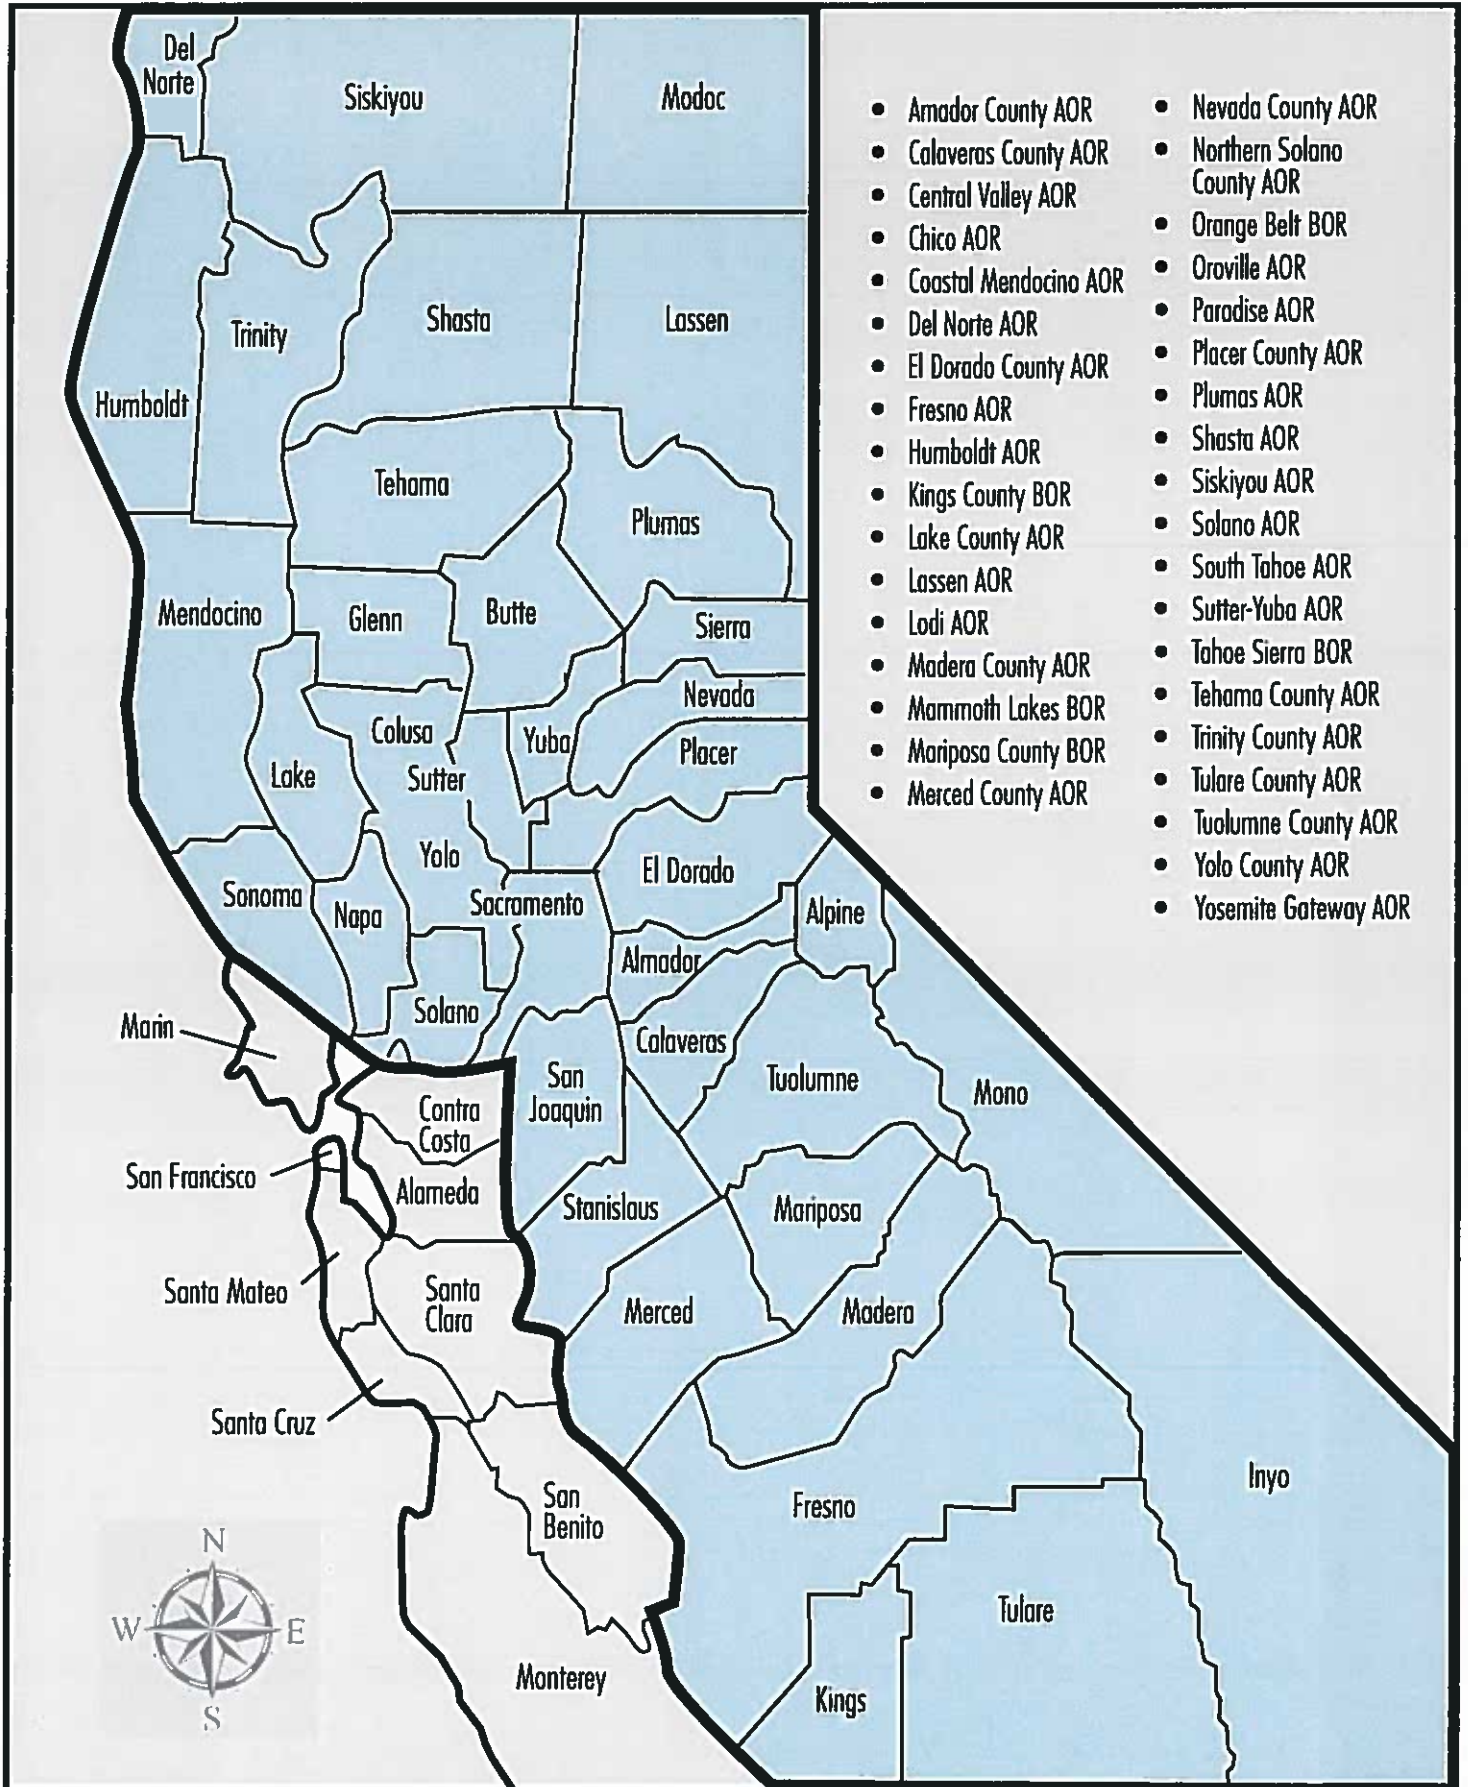 Del
Norte
Siskiyou
Modoc
Humboldt
Trinity
Shasta
Lassen
Tehama
Plumas
Mendocino
Glenn
Butte
Sierra
Nevada
Colusa
Yuba
Placer
Lake
Sutter
Yolo
El Dorado
Sonoma
Napa
Sacramento
Alpine
Almador
Solano
Marin
Calaveras
San
Joaquin
Tuolumne
Mono
Contra
Costa
San Francisco
Alameda
Stanislaus
Mariposa
Santa Mateo
Santa
Clara
Merced
Madera
Santa Cruz
San
Benito
Fresno
Inyo
Tulare
Monterey
Kings
N
W
E
S
• Amador County AOR
• Calaveras County AOR
• Central Valley AOR
• Chico AOR
• Coastal Mendocino AOR
• Del Norte AOR
• El Dorado County AOR
• Fresno AOR
• Humboldt AOR
• Kings County BOR
• Lake County AOR
• Lassen AOR
• Lodi AOR
• Madera County AOR
• Mammoth Lakes BOR
• Mariposa County BOR
• Merced County AOR
• Nevada County AOR
• Northern Solano
County AOR
• Orange Belt BOR
• Oroville AOR
• Paradise AOR
• Placer County AOR
• Plumas AOR
• Shasta AOR
• Siskiyou AOR
• Solano AOR
• South Tahoe AOR
• Sutter-Yuba AOR
• Tahoe Sierra BOR
• Tehama County AOR
• Trinity County AOR
• Tulare County AOR
• Tuolumne County AOR
• Yolo County AOR
• Yosemite Gateway AOR